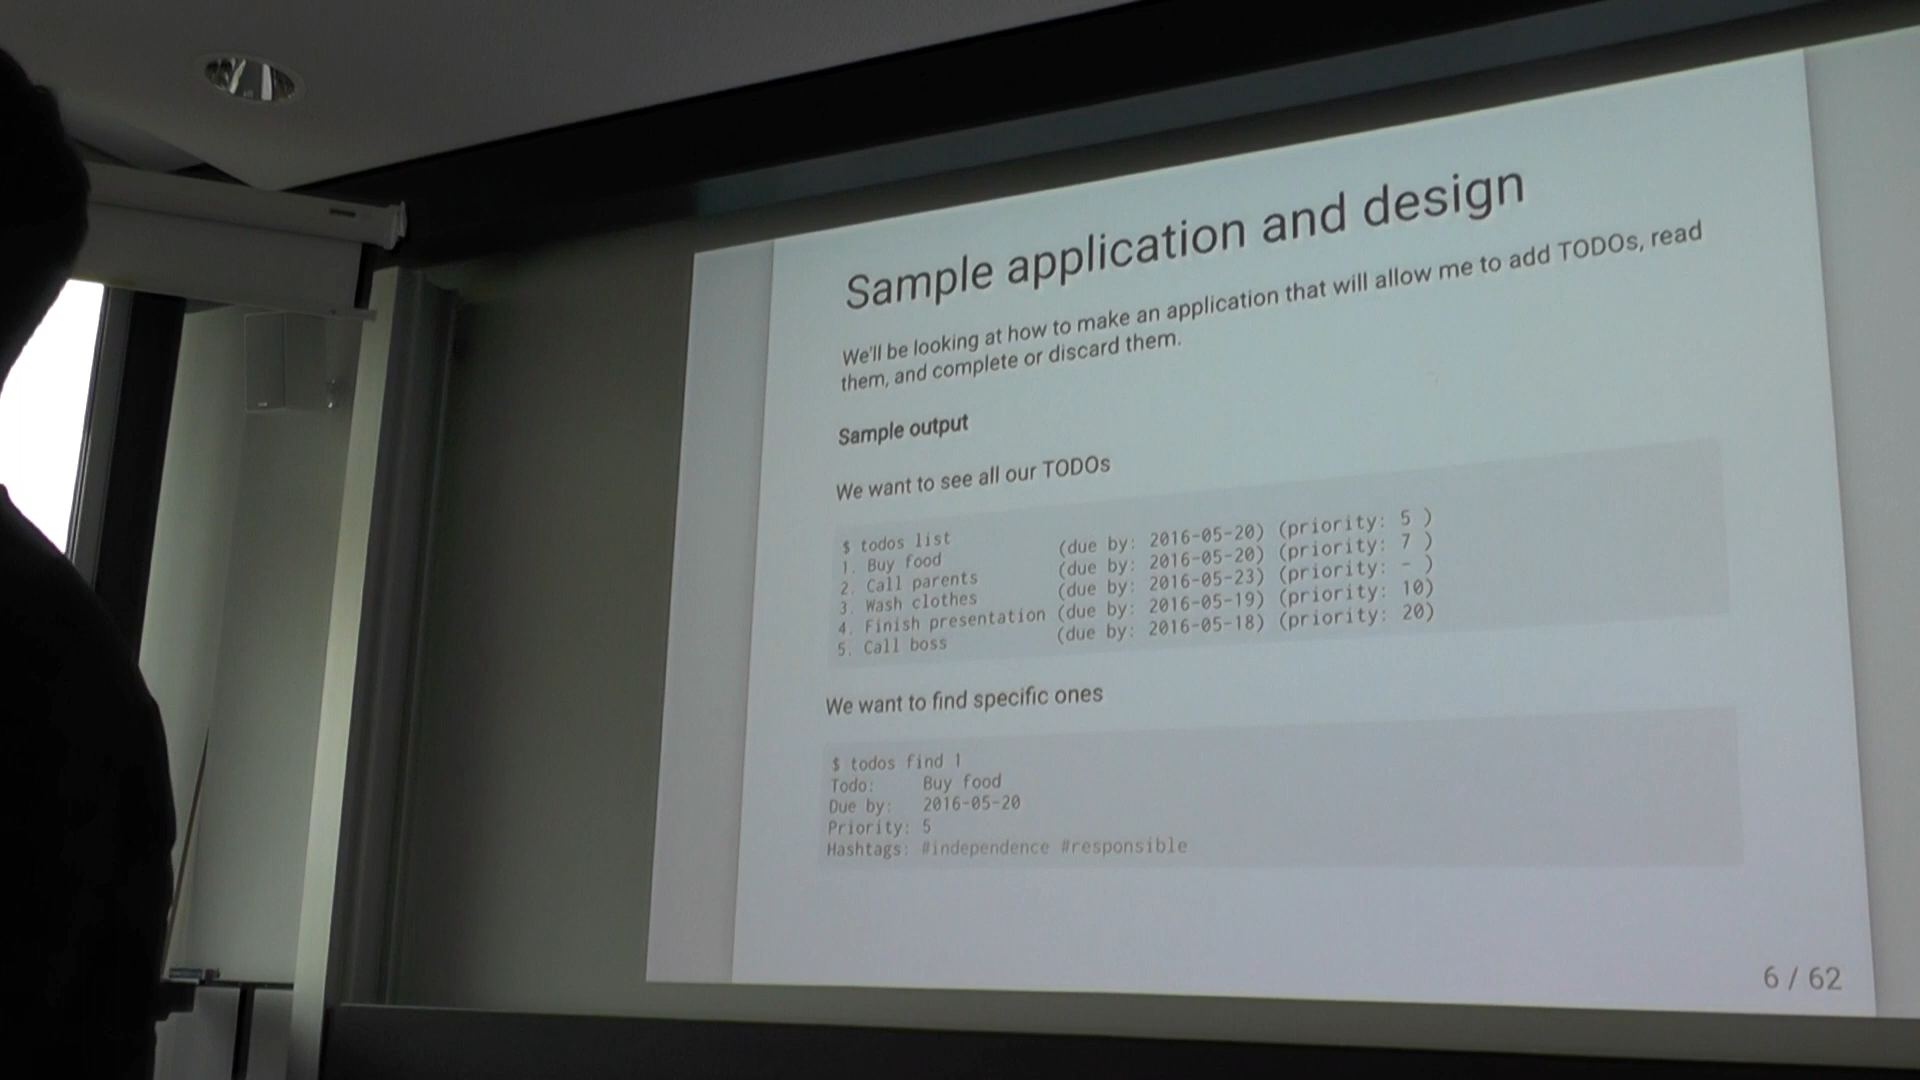 Sample application and design
We'll be looking at how to make an application that will allow me to add TODOs, read
them, and complete or discard them.
Sample output
We want to see all our TODOs
$ todos list
1. Buy food (due by: 2016-05-20) (priority: 5 )
2. Call parents (due by: 2016-05-20) (priority: 7 )
3. Wash clothes (due by: 2016-05-23) (priority: - )
4. Finish presentation (due by: 2016-05-19) (priority: 10)
5. Call boss (due by: 2016-05-18) (priority: 20)
We want to find specific ones
$ todos find 1
Todo: Buy food
Due by: 2016-05-20
Priority: 5
Hashtags: #independence #responsible
6 / 62